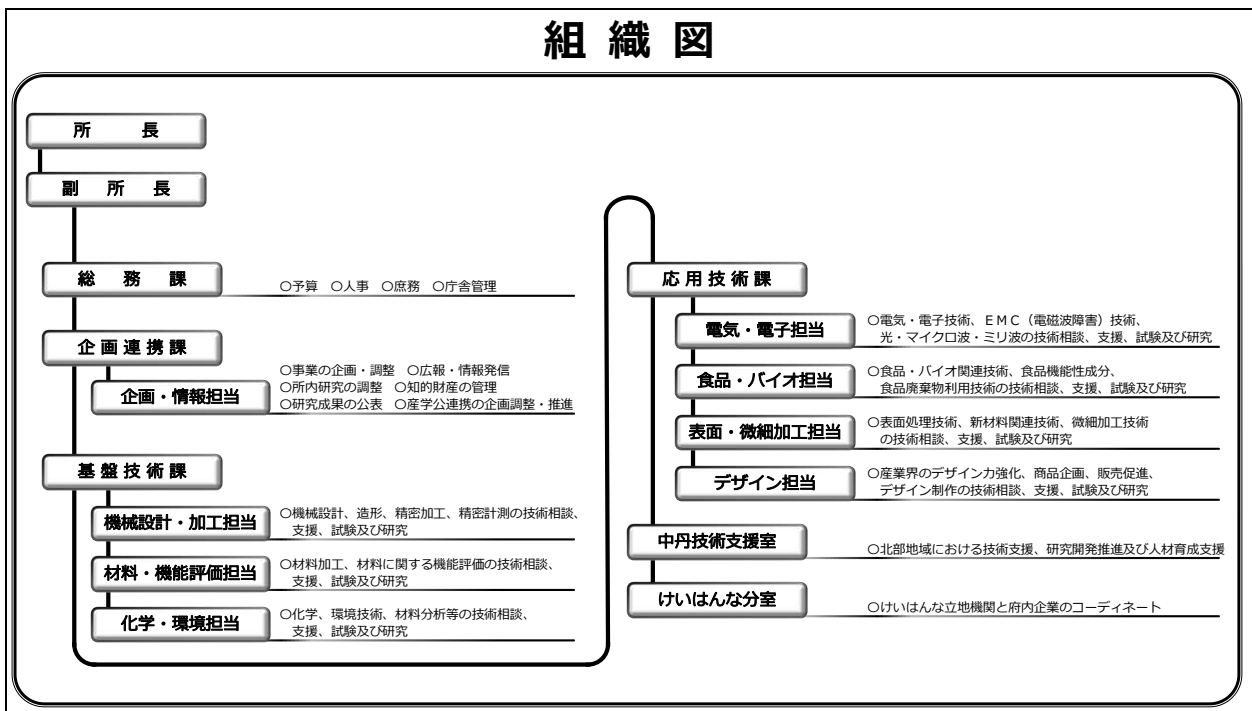 組織図
所長
副所長
総務課
○予算 ○人事 ○庶務 ○庁舎管理
企画連携課
企画・情報担当
○事業の企画・調整 ○広報・情報発信
○所内研究の調整 ○知的財産の管理
○研究成果の公表 ○産学公連携の企画調整・推進
基盤技術課
機械設計・加工担当
○機械設計、造形、精密加工、精密計測の技術相談、
支援、試験及び研究
材料・機能評価担当
○材料加工、材料に関する機能評価の技術相談、
支援、試験及び研究
化学・環境担当
○化学、環境技術、材料分析等の技術相談、
支援、試験及び研究
応用技術課
電気・電子担当
○電気・電子技術、ＥＭＣ（電磁波障害）技術、
光・マイクロ波・ミリ波の技術相談、支援、試験及び研究
食品・バイオ担当
○食品・バイオ関連技術、食品機能性成分、
食品廃棄物利用技術の技術相談、支援、試験及び研究
表面・微細加工担当
○表面処理技術、新材料関連技術、微細加工技術
の技術相談、支援、試験及び研究
デザイン担当
○産業界のデザイン力強化、商品企画、販売促進、
デザイン制作の技術相談、支援、試験及び研究
中丹技術支援室
○北部地域における技術支援、研究開発推進及び人材育成支援
けいはんな分室
○けいはんな立地機関と府内企業のコーディネート